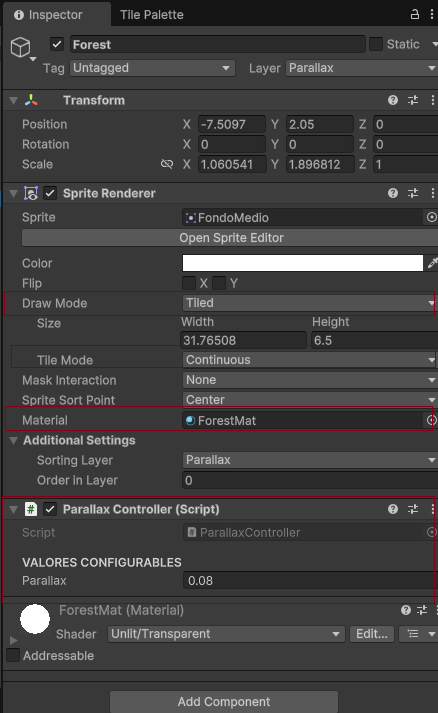 Inspector Tile Palette
Forest Static
Tag Untagged Layer Parallax
Transform
Position X -7.5097 Y 2.05 Z 0
Rotation X 0 Y 0 Z 0
Scale X 1.060541 Y 1.896812 Z 1
Sprite Renderer
Sprite FondoMedio
Open Sprite Editor
Color
Flip X Y
Draw Mode Tiled
Size Width Height
31.76508 6.5
Tile Mode Continuous
Mask Interaction None
Sprite Sort Point Center
Material ForestMat
Additional Settings
Sorting Layer Parallax
Order in Layer 0
# Parallax Controller (Script)
Script ParallaxController
VALORES CONFIGURABLES
Parallax 0.08
ForestMat (Material)
Shader Unlit/Transparent Edit...
Addressable
Add Component